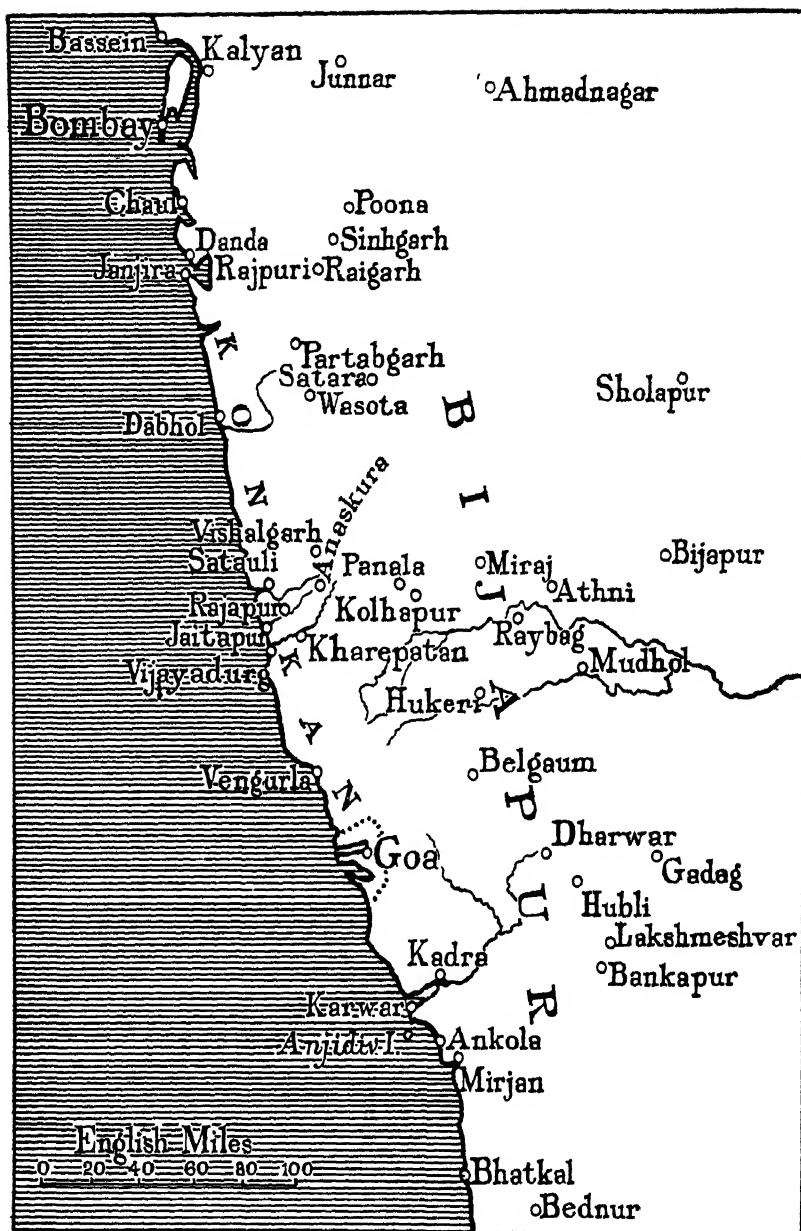 Bassein
Kalyan
Junnar
Ahmadnagar
Bombay
Chaul
Poona
Danda
Sinhgarh
Janjira
Rajpuri
Raigarh
KONKAN
Partabgarh
Satara
Wasota
Sholapur
BIJAPUR
Dabhol
Anaskura
Vishalgarh
Satauli
Panala
Miraj
Bijapur
Athni
Rajapur
Kolhapur
Raybag
Jaitapur
Kharepatan
Mudhol
Vijayadurg
Hukeri
Belgaum
Vengurla
Goa
Dharwar
Gadag
Hubli
Lakshmeshvar
Kadra
Bankapur
Karwar
Anjidiv I.
Ankola
Mirjan
English Miles
0 20 40 60 80 100
Bhatkal
Bednur